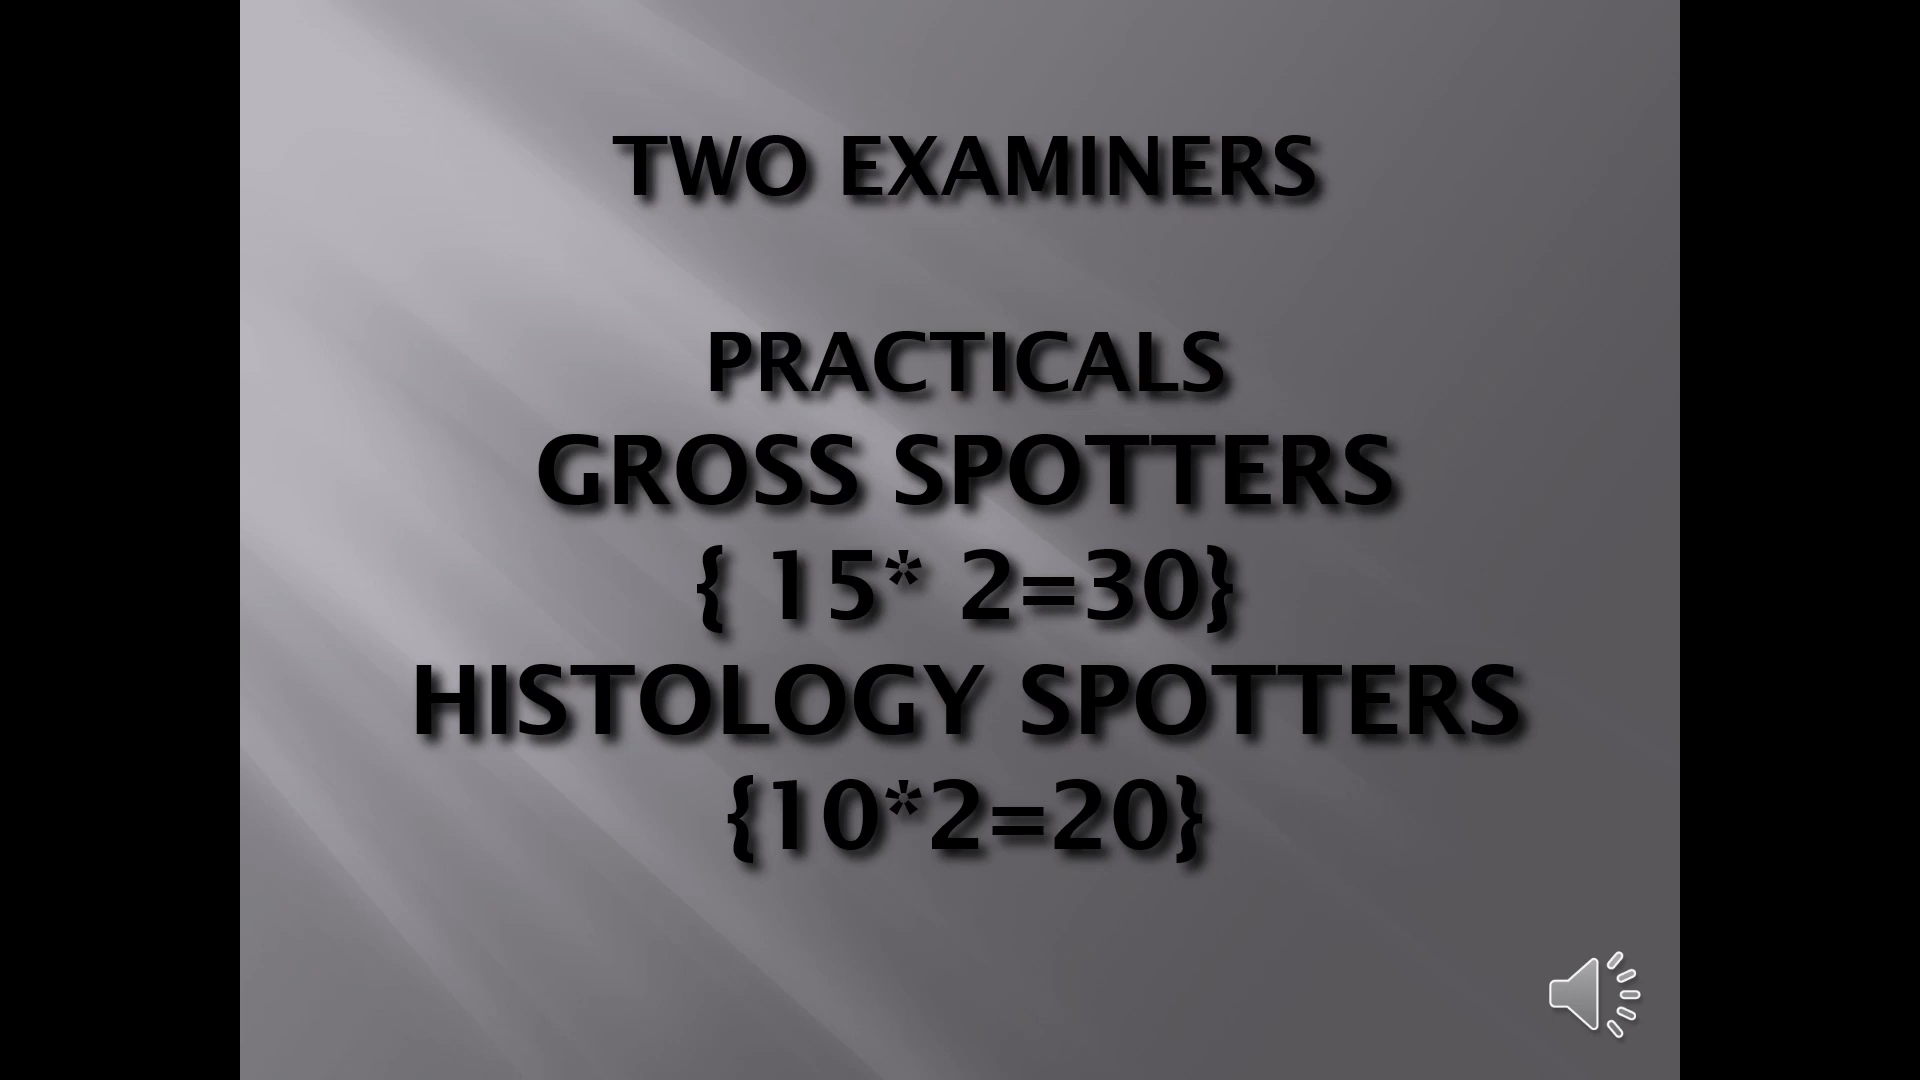 TWO EXAMINERS
PRACTICALS
GROSS SPOTTERS
{ 15* 2=30}
HISTOLOGY SPOTTERS
{10*2=20}